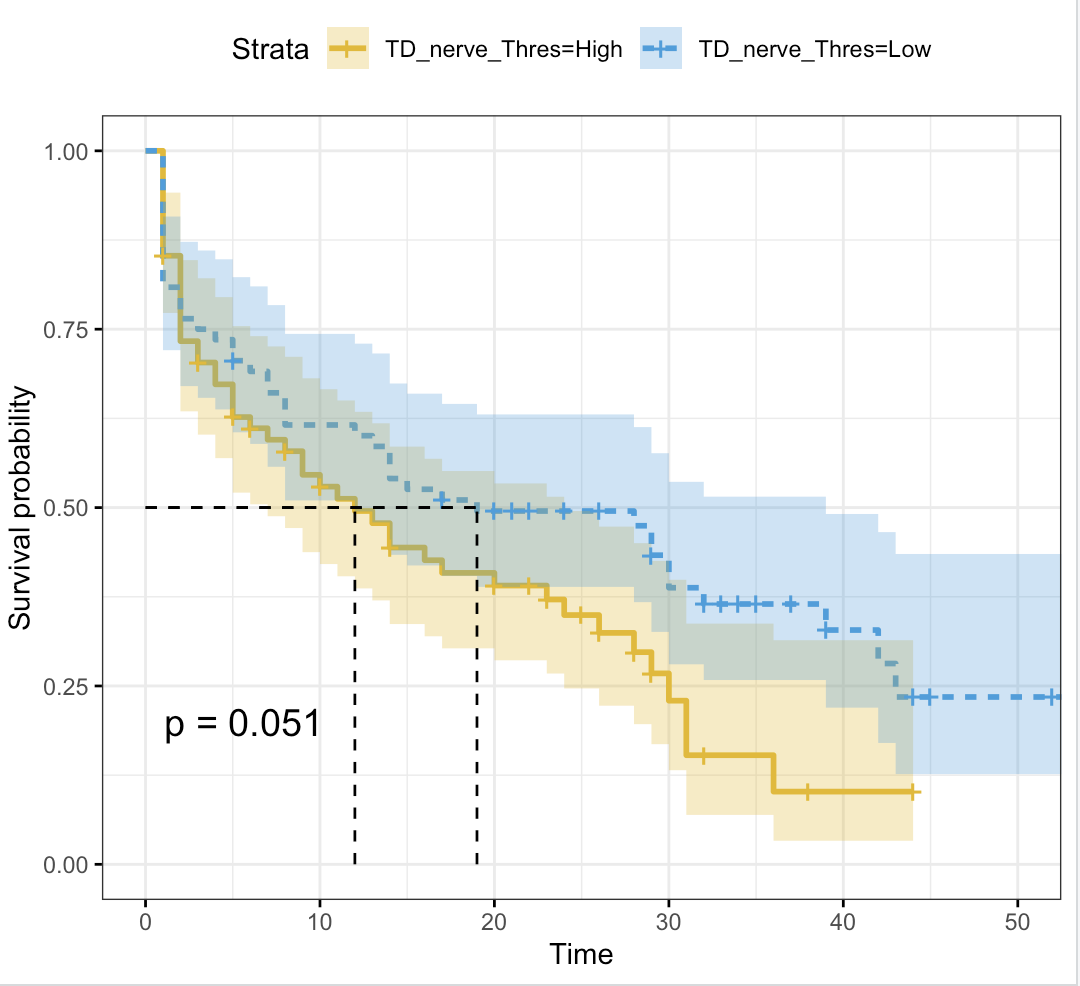 Strata TD_nerve_Thres=High TD_nerve_Thres=Low
1.00
0.75
0.50
0.25
0.00
Survival probability
p = 0.051
0 10 20 30 40 50
Time